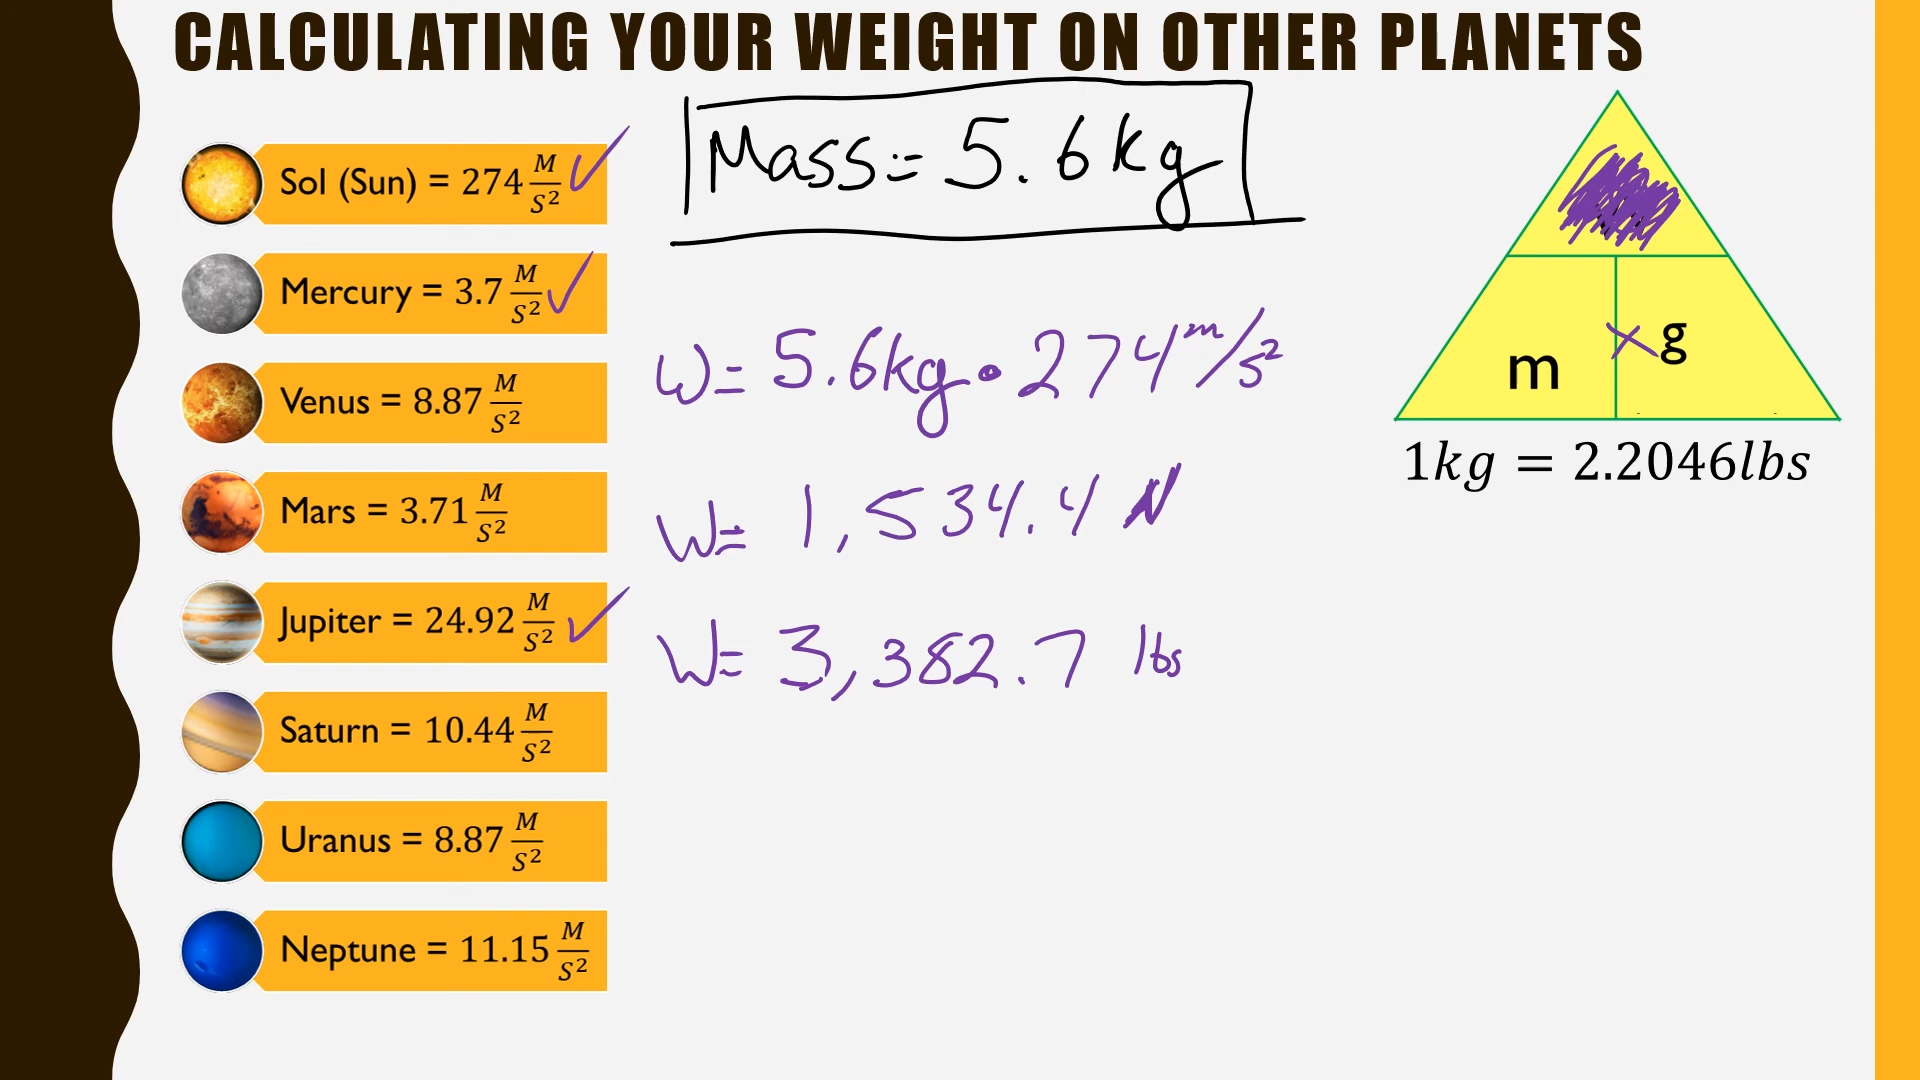 CALCULATING YOUR WEIGHT ON OTHER PLANETS
Mass = 5.6kg
Sol (Sun) = 274 M/S²
Mercury = 3.7 M/S²
Venus = 8.87 M/S²
Mars = 3.71 M/S²
Jupiter = 24.92 M/S²
Saturn = 10.44 M/S²
Uranus = 8.87 M/S²
Neptune = 11.15 M/S²
W = 5.6kg • 274 m/s²
W = 1,534.4 N
W = 3,382.7 lbs
m × g
1kg = 2.2046lbs